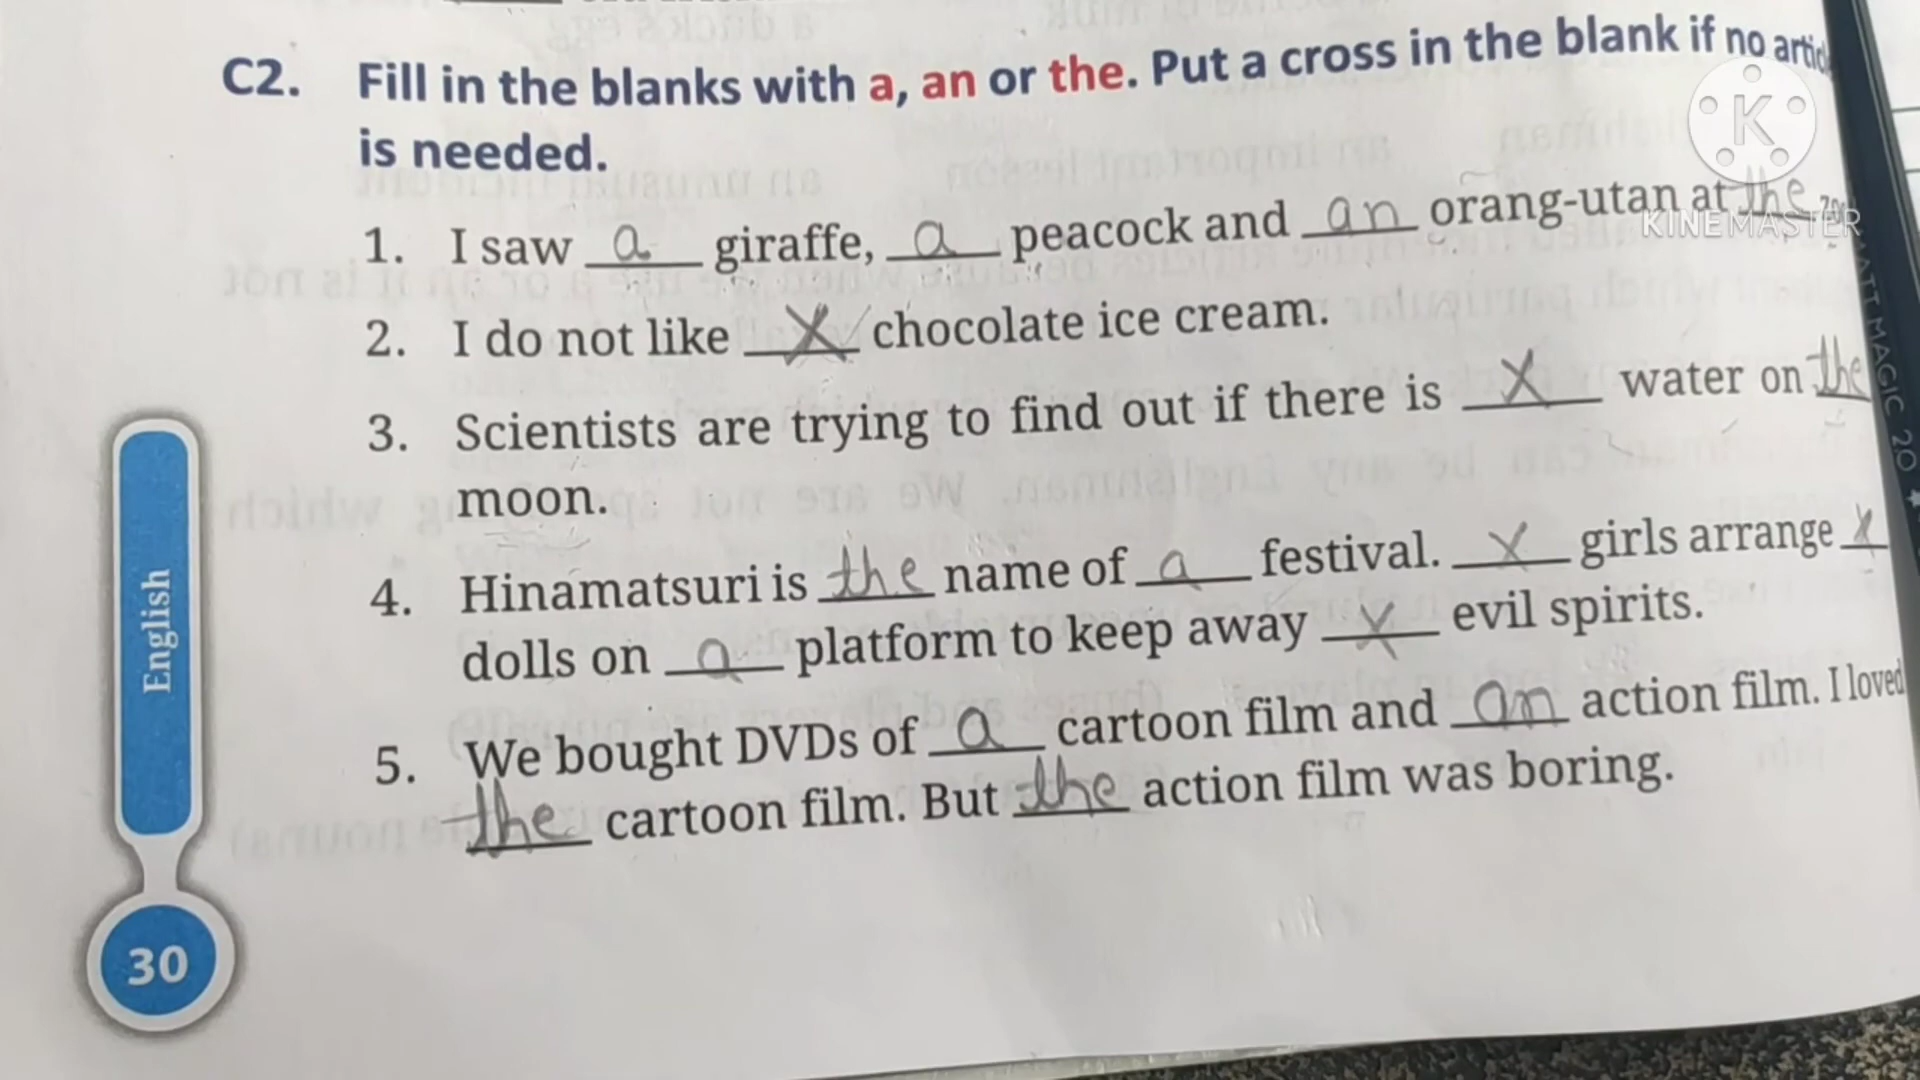 C2. Fill in the blanks with a, an or the. Put a cross in the blank if no
is needed.
1. I saw a giraffe, a peacock and an orang-utan at the zoo
KINEMASTER
2. I do not like X chocolate ice cream.
3. Scientists are trying to find out if there is X water on the
moon.
4. Hinamatsuri is the name of a festival. X girls arrange X
dolls on a platform to keep away X evil spirits.
5. We bought DVDs of a cartoon film and an action film. I loved
the cartoon film. But the action film was boring.
English
30
K
MATT MAGIC 20